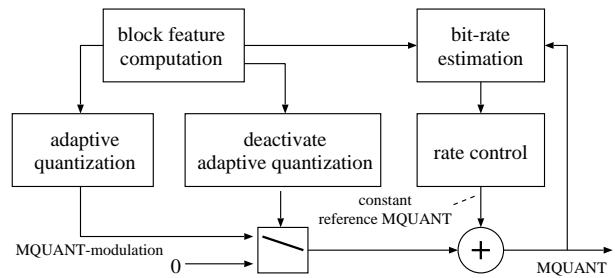 block feature
computation
bit-rate
estimation
adaptive
quantization
deactivate
adaptive quantization
rate control
constant
reference MQUANT
MQUANT-modulation
0
+
MQUANT